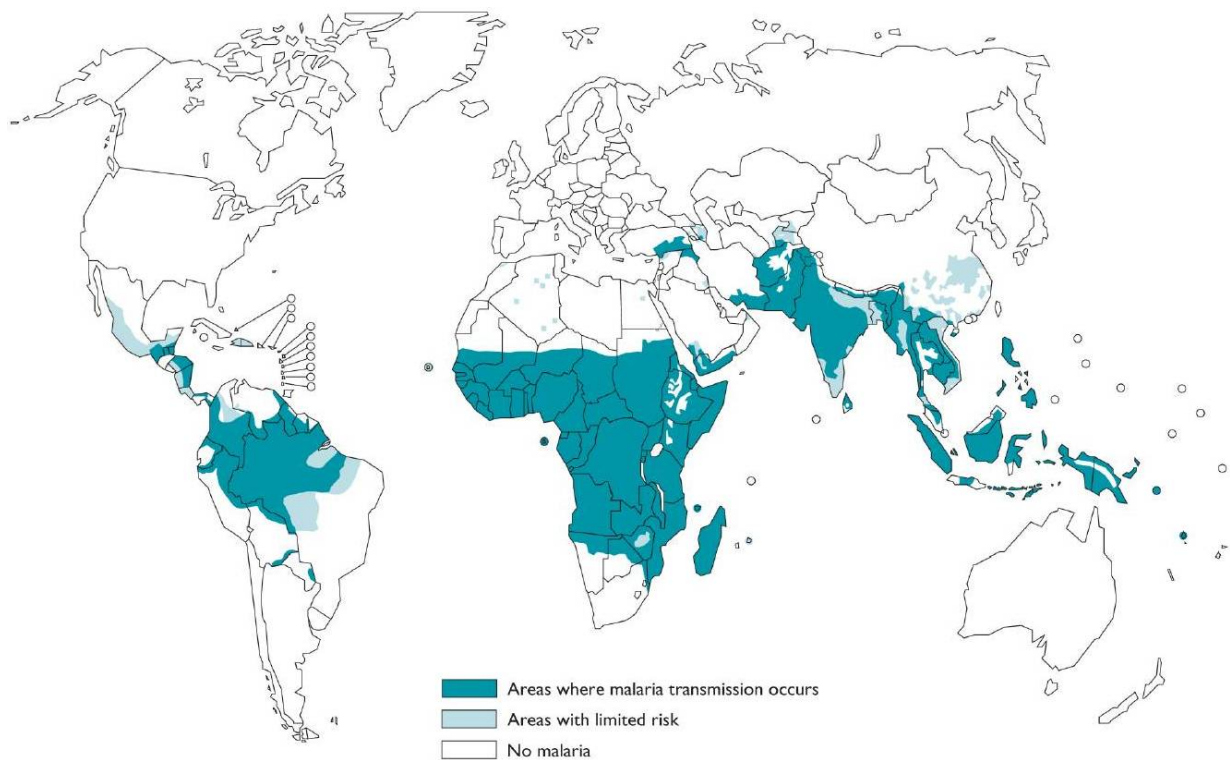 Areas where malaria transmission occurs
Areas with limited risk
No malaria